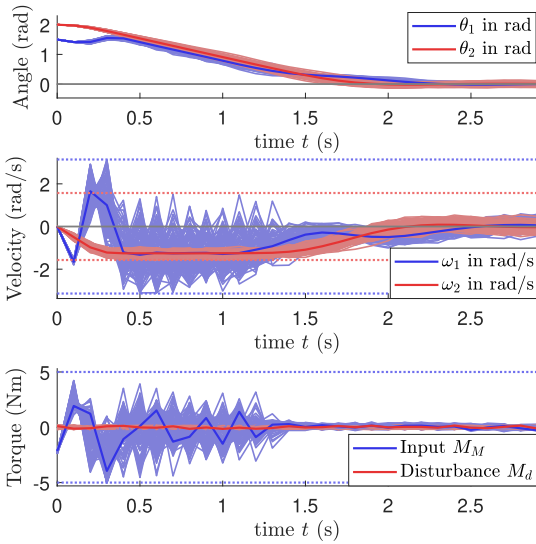 Angle (rad)
2
1
0
θ₁ in rad
θ₂ in rad
0
0.5
1
1.5
2
2.5
time t (s)
Velocity (rad/s)
2
0
-2
ω₁ in rad/s
ω₂ in rad/s
0
0.5
1
1.5
2
2.5
time t (s)
Torque (Nm)
5
0
-5
Input M_M
Disturbance M_d
0
0.5
1
1.5
2
2.5
time t (s)